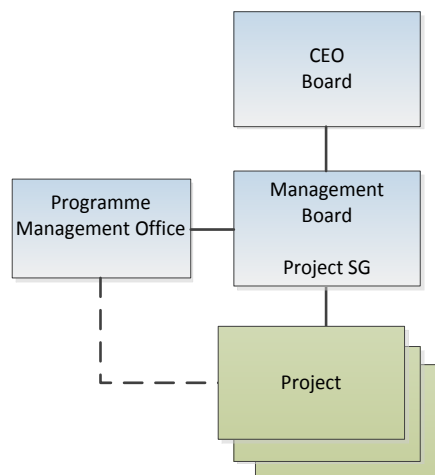 CEO
Board
Programme
Management Office
Management
Board
Project SG
Project